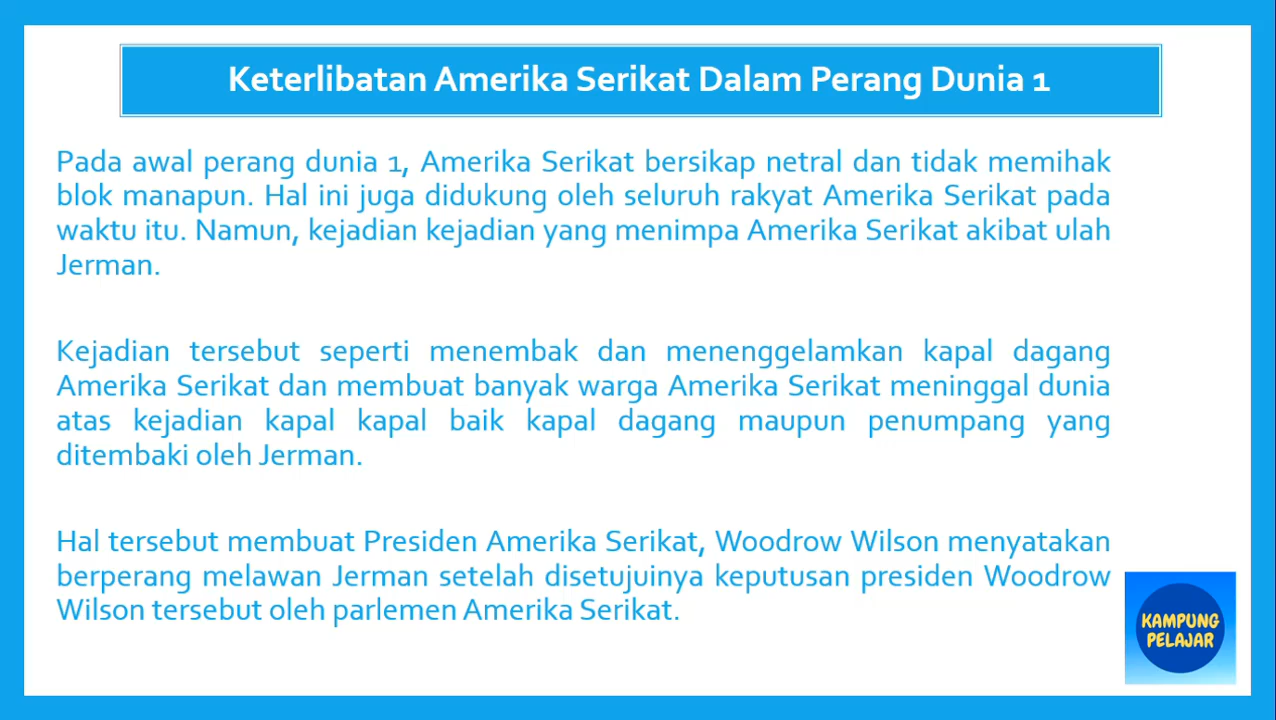 Keterlibatan Amerika Serikat Dalam Perang Dunia 1
Pada awal perang dunia 1, Amerika Serikat bersikap netral dan tidak memihak
blok manapun. Hal ini juga didukung oleh seluruh rakyat Amerika Serikat pada
waktu itu. Namun, kejadian kejadian yang menimpa Amerika Serikat akibat ulah
Jerman.
Kejadian tersebut seperti menembak dan menenggelamkan kapal dagang
Amerika Serikat dan membuat banyak warga Amerika Serikat meninggal dunia
atas kejadian kapal kapal baik kapal dagang maupun penumpang yang
ditembaki oleh Jerman.
Hal tersebut membuat Presiden Amerika Serikat, Woodrow Wilson menyatakan
berperang melawan Jerman setelah disetujuinya keputusan presiden Woodrow
Wilson tersebut oleh parlemen Amerika Serikat.
KAMPUNG
PELAJAR